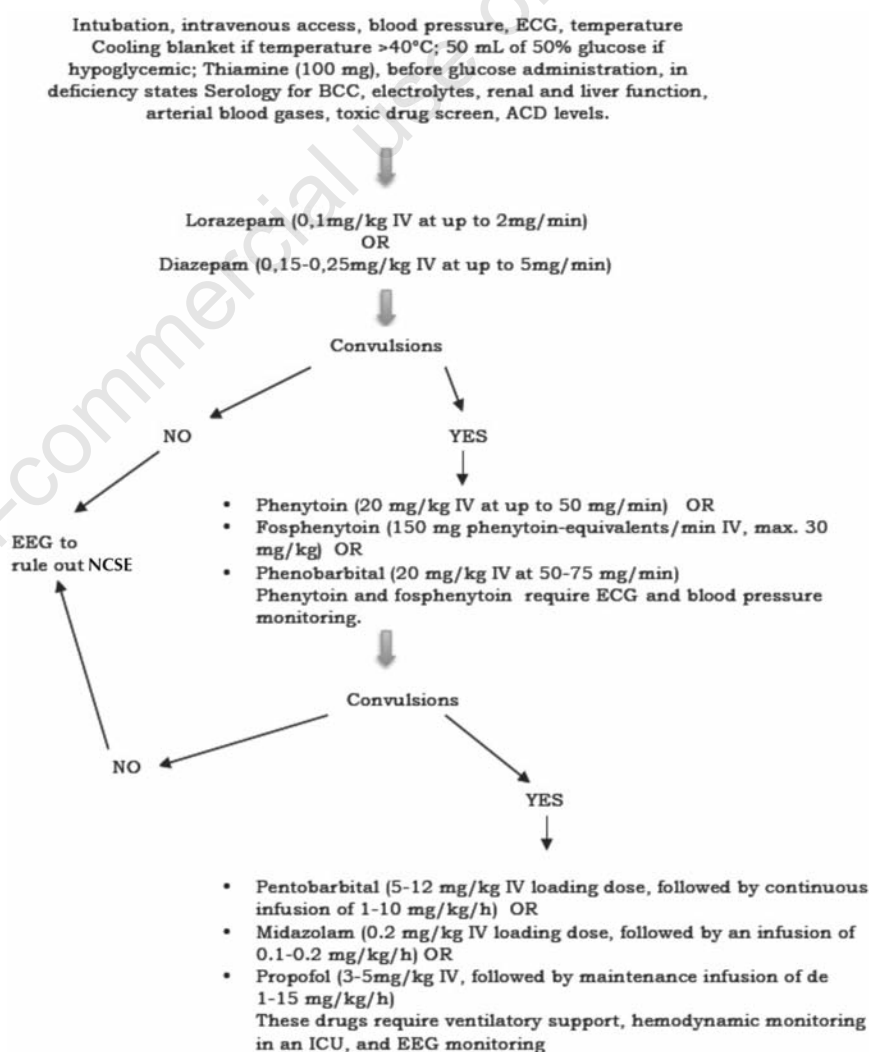 Intubation, intravenous access, blood pressure, ECG, temperature
Cooling blanket if temperature >40°C; 50 mL of 50% glucose if
hypoglycemic; Thiamine (100 mg), before glucose administration, in
deficiency states Serology for BCC, electrolytes, renal and liver function,
arterial blood gases, toxic drug screen, ACD levels.
Lorazepam (0,1mg/kg IV at up to 2mg/min)
OR
Diazepam (0,15-0,25mg/kg IV at up to 5mg/min)
Convulsions
NO
YES
• Phenytoin (20 mg/kg IV at up to 50 mg/min) OR
• Fosphenytoin (150 mg phenytoin-equivalents/min IV, max. 30
mg/kg) OR
• Phenobarbital (20 mg/kg IV at 50-75 mg/min)
Phenytoin and fosphenytoin require ECG and blood pressure
monitoring.
EEG to
rule out NCSE
Convulsions
NO
YES
• Pentobarbital (5-12 mg/kg IV loading dose, followed by continuous
infusion of 1-10 mg/kg/h) OR
• Midazolam (0.2 mg/kg IV loading dose, followed by an infusion of
0.1-0.2 mg/kg/h) OR
• Propofol (3-5mg/kg IV, followed by maintenance infusion of de
1-15 mg/kg/h)
These drugs require ventilatory support, hemodynamic monitoring
in an ICU, and EEG monitoring
-commercial use